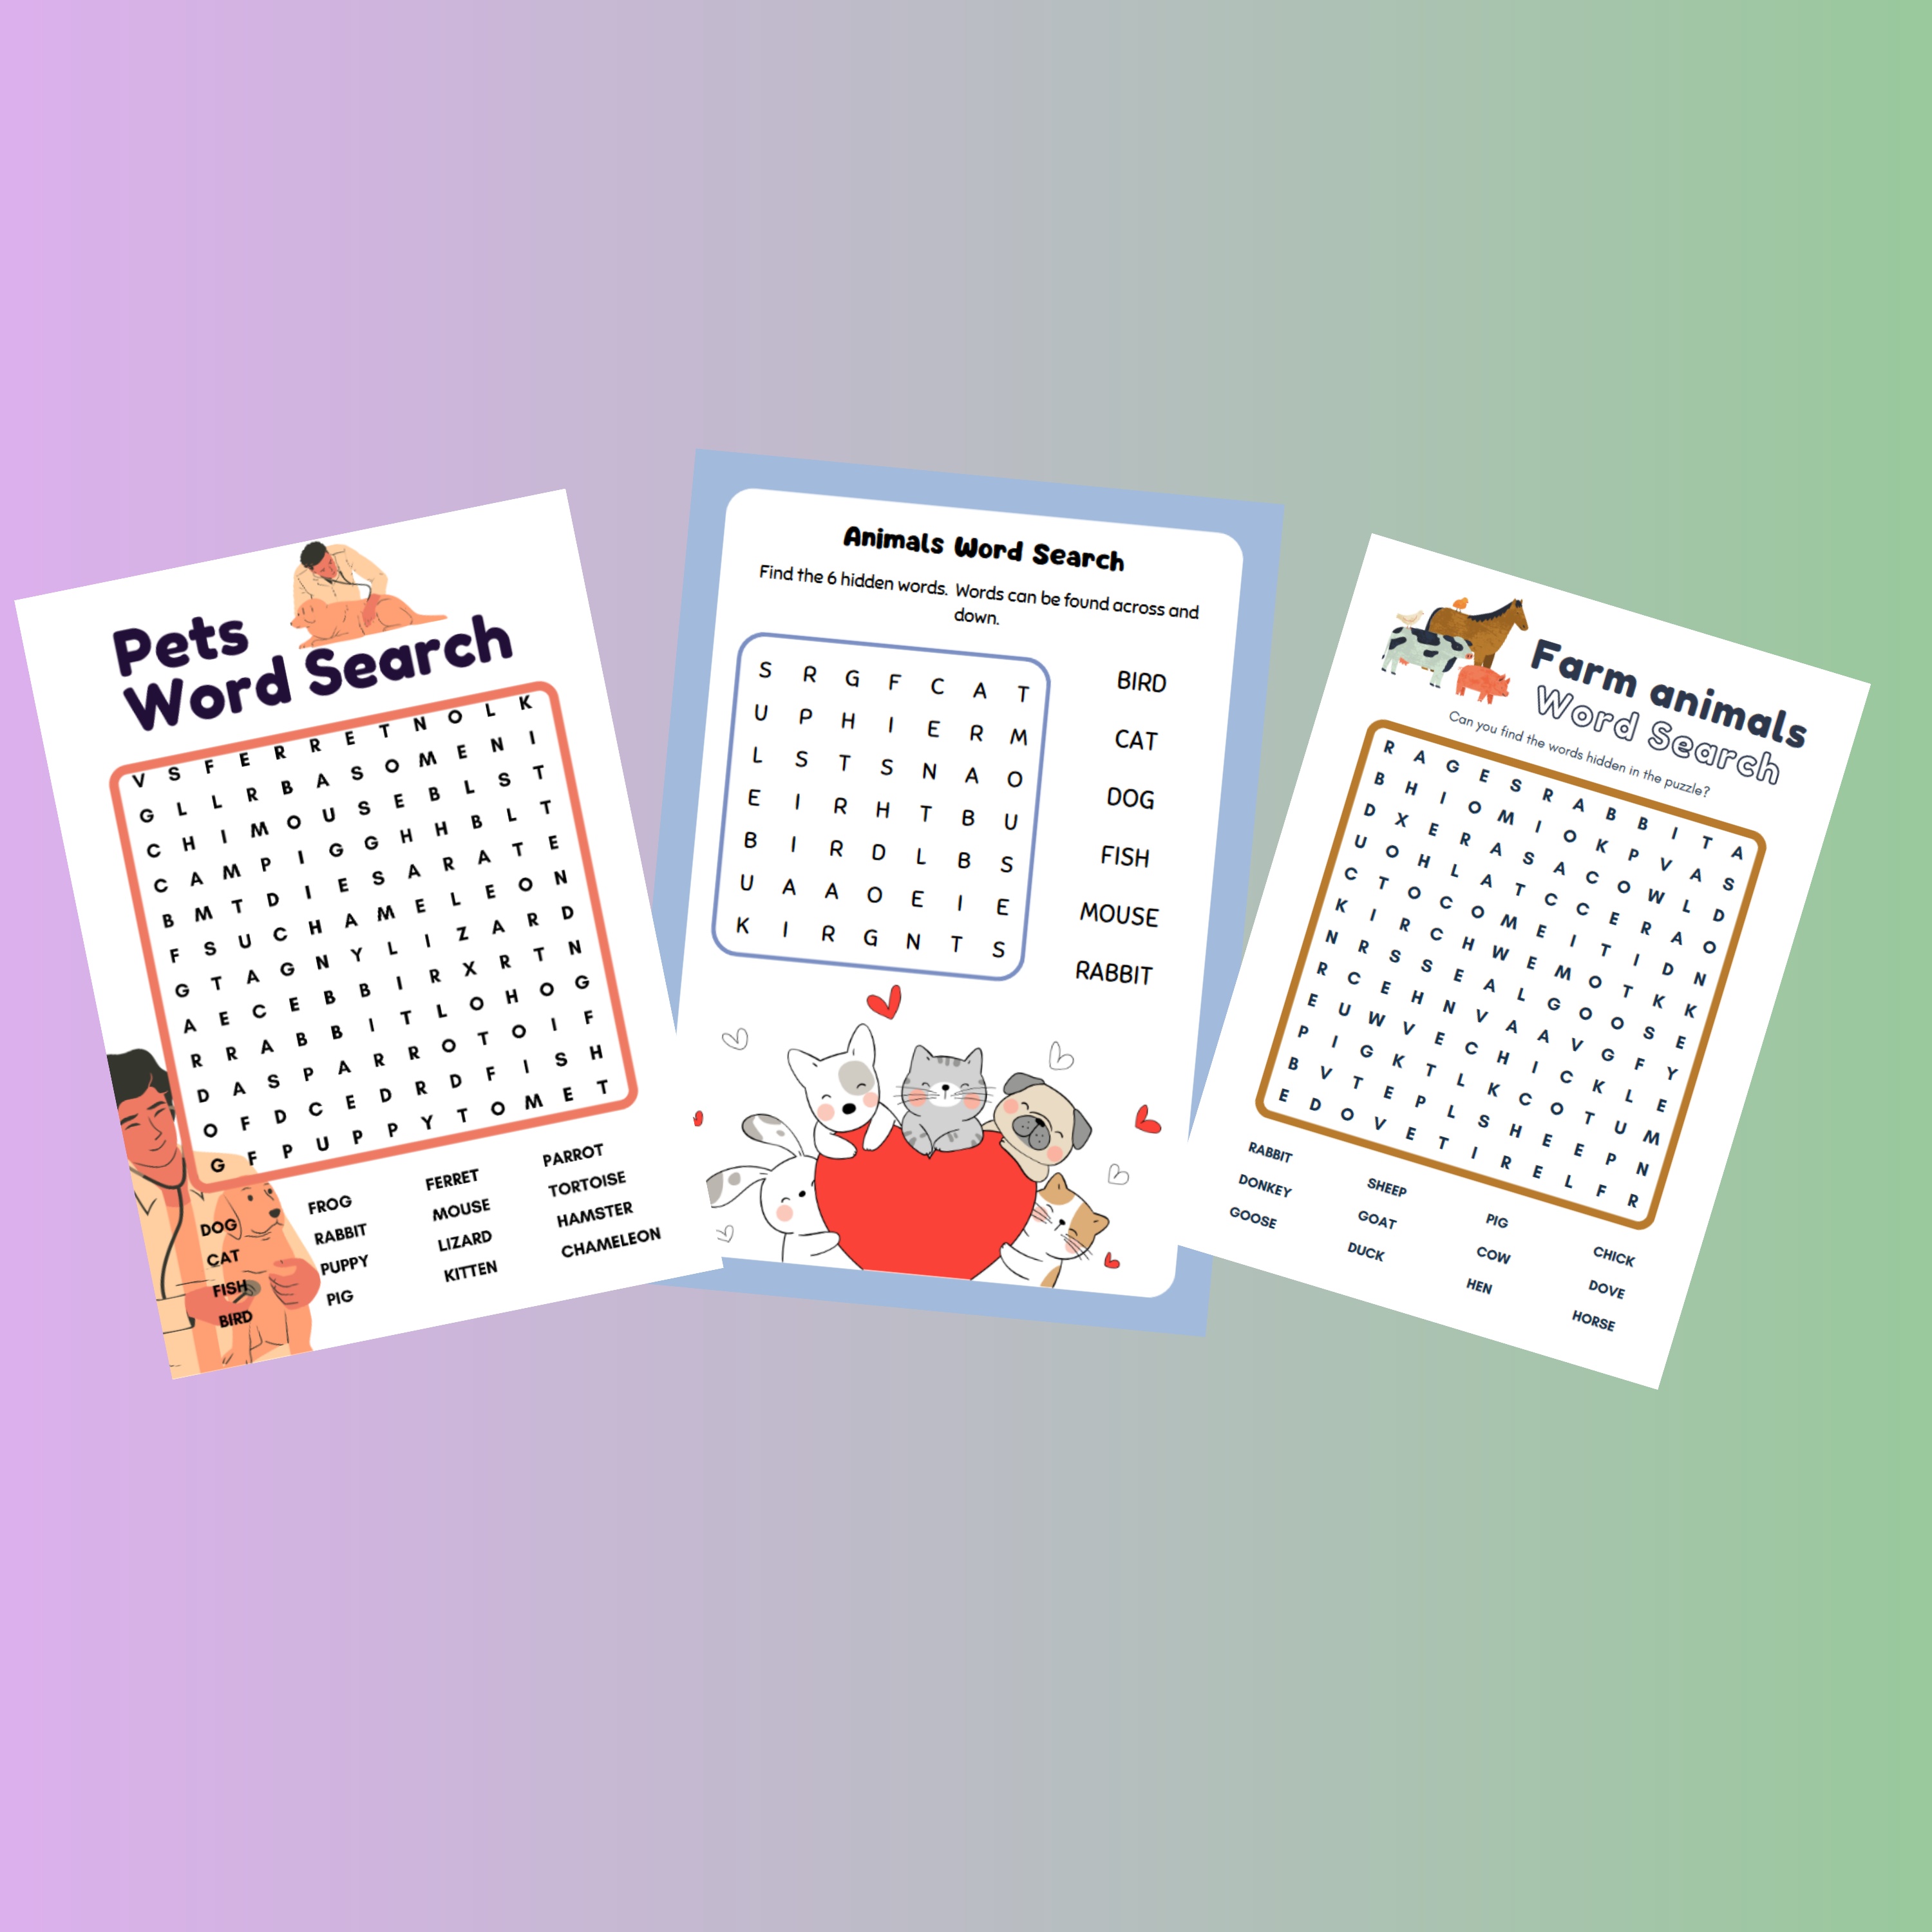 Pets
Word Search
V S F E R R E T N O L K
G L L R B A S O M E N I
C H I M O U S E B L S T
C A M P I G G H H B L T
B M T D I E S A R A T E
F S U C H A M E L E O N
G T A G N Y L I Z A R D
A E C E B B I R X R T N
R R A B B I T L O H O G
D A S P A R R O T O I F
O F D C E D R D F I S H
G F P U P P Y T O M E T
DOG FROG FERRET PARROT
CAT RABBIT MOUSE TORTOISE
FISH PUPPY LIZARD HAMSTER
BIRD PIG KITTEN CHAMELEON
Animals Word Search
Find the 6 hidden words. Words can be found across and
down.
S R G F C A T
U P H I E R M
L S T S N A O
E I R H T B U
B I R D L B S
U A A O E I E
K I R G N T S
BIRD
CAT
DOG
FISH
MOUSE
RABBIT
Farm animals
Word Search
Can you find the words hidden in the puzzle?
R A G E S R A B B I T A
B H I O M I O K P V A S
D X E R A S A C O W L D
U O H L A T C C E R A O
C T O C O M E I T I D N
K I R C H W E M O T K K
N R S S E A L G O O S E
R C E H N V A A V G F Y
E U W V E C H I C K L E
P I G K T L K C O T U M
B V T E P L S H E E P N
E D O V E T I R E L F R
RABBIT SHEEP PIG CHICK
DONKEY GOAT COW DOVE
GOOSE DUCK HEN HORSE